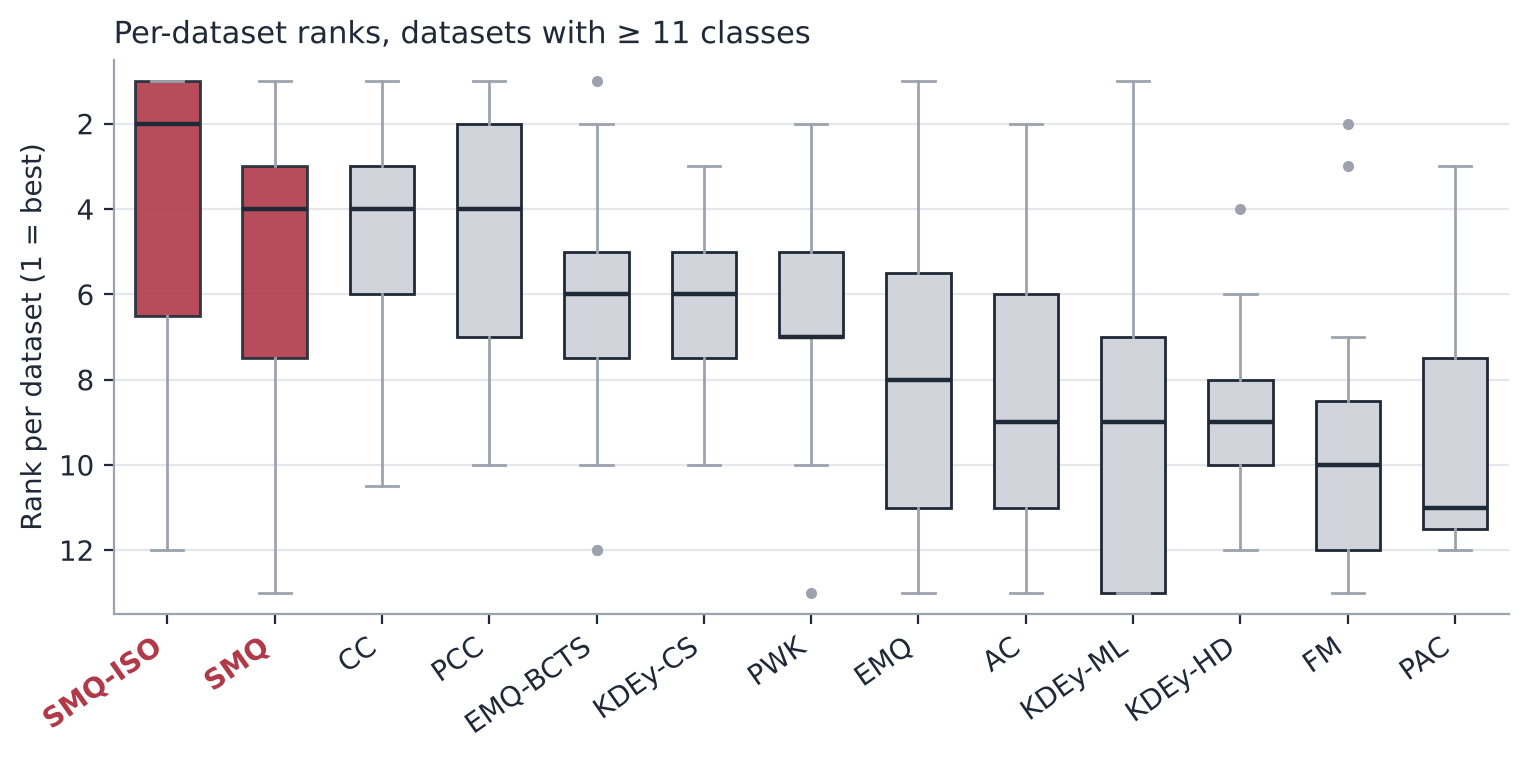 Per-dataset ranks, datasets with ≥ 11 classes
Rank per dataset (1 = best)
2
4
6
8
10
12
SMQ-ISO
SMQ
CC
PCC
EMQ-BCTS
KDEy-CS
PWK
EMQ
AC
KDEy-ML
KDEy-HD
FM
PAC